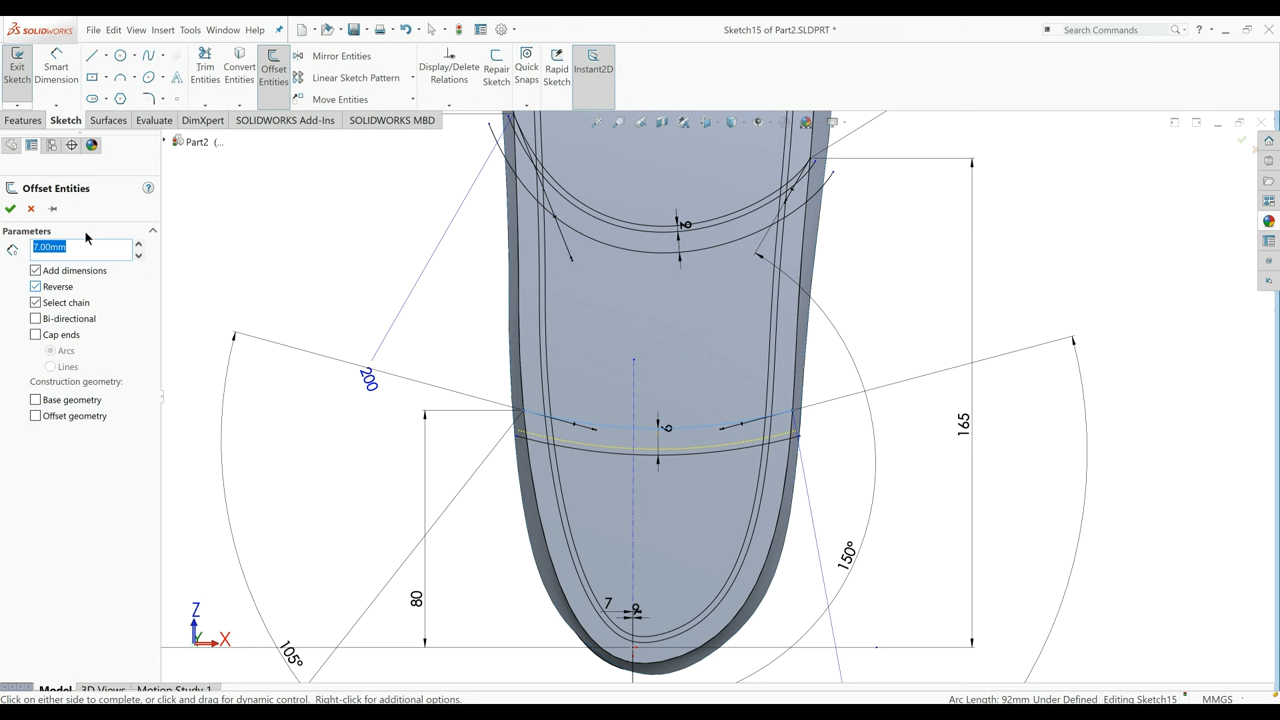 SOLIDWORKS File Edit View Insert Tools Window Help Sketch15 of Part2.SLDPRT * Search Commands
Exit Sketch
Smart Dimension
Trim Entities
Convert Entities
Offset Entities
Mirror Entities
Linear Sketch Pattern
Move Entities
Display/Delete Relations
Repair Sketch
Quick Snaps
Rapid Sketch
Instant2D
Features Sketch Surfaces Evaluate DimXpert SOLIDWORKS Add-Ins SOLIDWORKS MBD
Part2 (...
Offset Entities
Parameters
7.00mm
Add dimensions
Reverse
Select chain
Bi-directional
Cap ends
Arcs
Lines
Construction geometry:
Base geometry
Offset geometry
200
165
150°
80
7
105°
Z
X
Model 3D Views Motion Study 1
Click on either side to complete, or click and drag for dynamic control. Right-click for additional options. Arc Length: 92mm Under Defined Editing Sketch15 MMGS